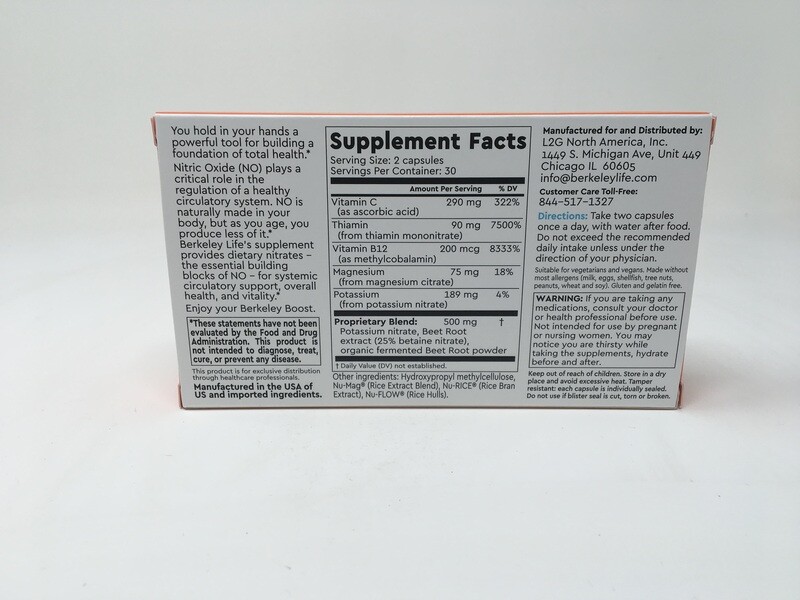 You hold in your hands a
powerful tool for building a
foundation of total health.*
Nitric Oxide (NO) plays a
critical role in the
regulation of a healthy
circulatory system. NO is
naturally made in your
body, but as you age, you
produce less of it.*
Berkeley Life's supplement
provides dietary nitrates –
the essential building
blocks of NO – for systemic
circulatory support, overall
health, and vitality.*
Enjoy your Berkeley Boost.
*These statements have not been
evaluated by the Food and Drug
Administration. This product is
not intended to diagnose, treat,
cure, or prevent any disease.
This product is for exclusive distribution
through healthcare professionals.
Manufactured in the USA of
US and imported ingredients.
Supplement Facts
Serving Size: 2 capsules
Servings Per Container: 30
Amount Per Serving % DV
Vitamin C 290 mg 322%
(as ascorbic acid)
Thiamin 90 mg 7500%
(from thiamin mononitrate)
Vitamin B12 200 mcg 8333%
(as methylcobalamin)
Magnesium 75 mg 18%
(from magnesium citrate)
Potassium 189 mg 4%
(from potassium nitrate)
Proprietary Blend: 500 mg †
Potassium nitrate, Beet Root
extract (25% betaine nitrate),
organic fermented Beet Root powder
† Daily Value (DV) not established.
Other ingredients: Hydroxypropyl methylcellulose,
Nu-Mag® (Rice Extract Blend), Nu-RICE® (Rice Bran
Extract), Nu-FLOW® (Rice Hulls).
Manufactured for and Distributed by:
L2G North America, Inc.
1449 S. Michigan Ave, Unit 449
Chicago IL 60605
info@berkeleylife.com
Customer Care Toll-Free:
844-517-1327
Directions: Take two capsules
once a day, with water after food.
Do not exceed the recommended
daily intake unless under the
direction of your physician.
Suitable for vegetarians and vegans. Made without
most allergens (milk, eggs, shellfish, tree nuts,
peanuts, wheat and soy). Gluten and gelatin free.
WARNING: If you are taking any
medications, consult your doctor
or health professional before use.
Not intended for use by pregnant
or nursing women. You may
notice you are thirsty while
taking the supplements, hydrate
before and after.
Keep out of reach of children. Store in a dry
place and avoid excessive heat. Tamper
resistant: each capsule is individually sealed.
Do not use if blister seal is cut, torn or broken.